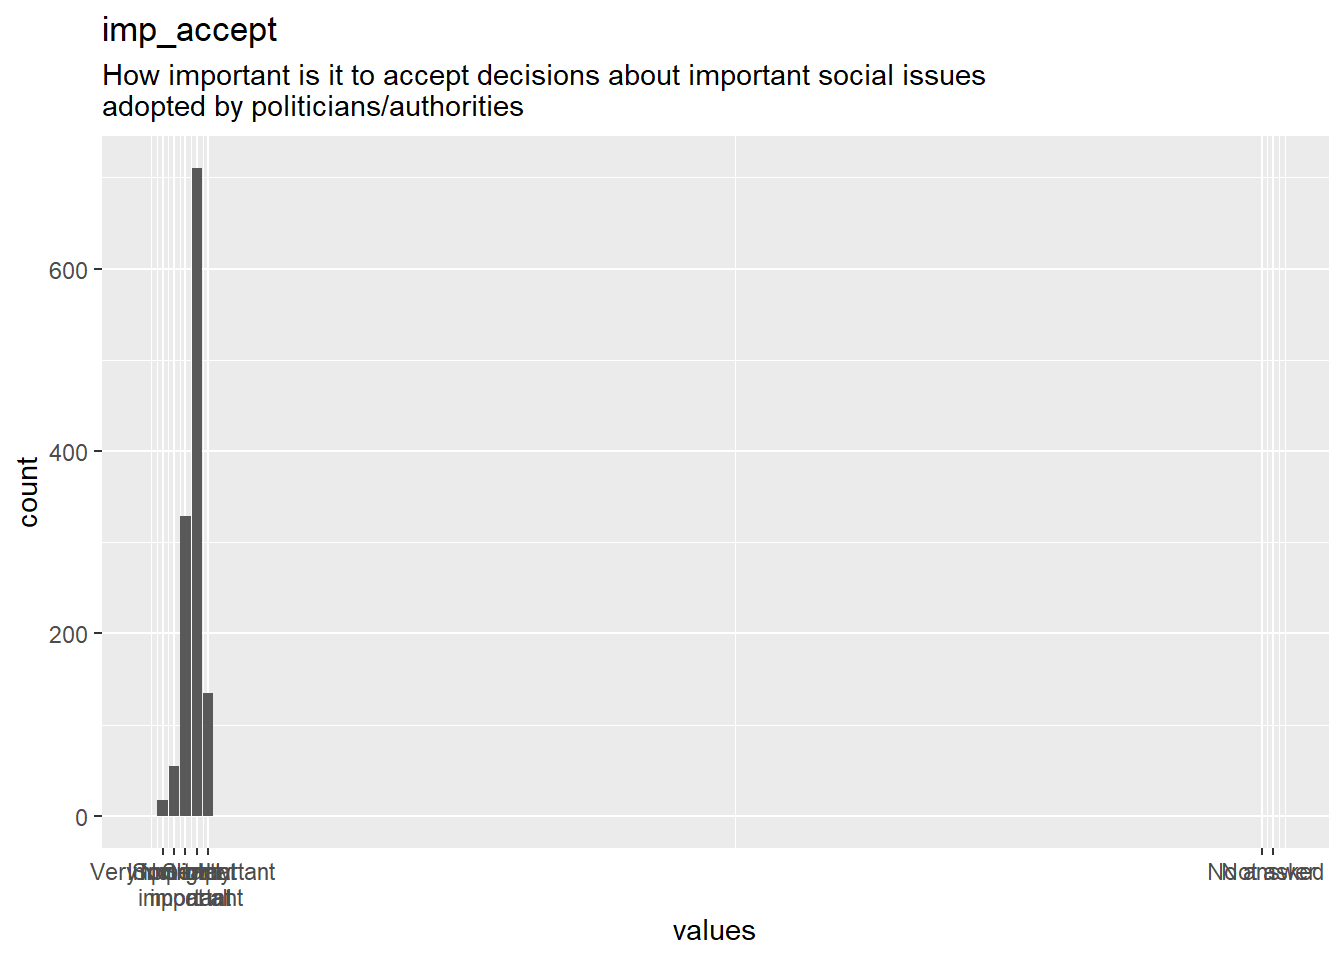 imp_accept
How important is it to accept decisions about important social issues
adopted by politicians/authorities
600
400
200
0
count
values